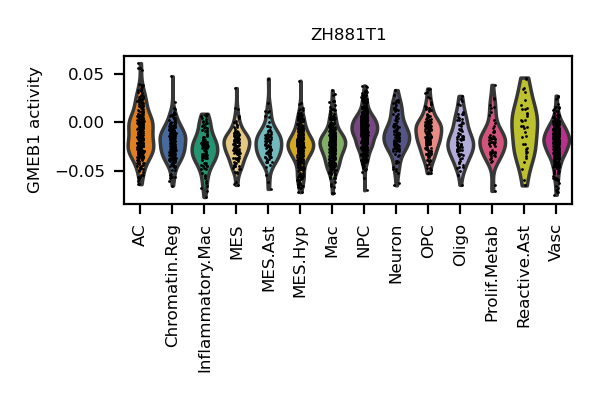 ZH881T1
GMEB1 activity
0.05
0.00
−0.05
AC
Chromatin.Reg
Inflammatory.Mac
MES
MES.Ast
MES.Hyp
Mac
NPC
Neuron
OPC
Oligo
Prolif.Metab
Reactive.Ast
Vasc